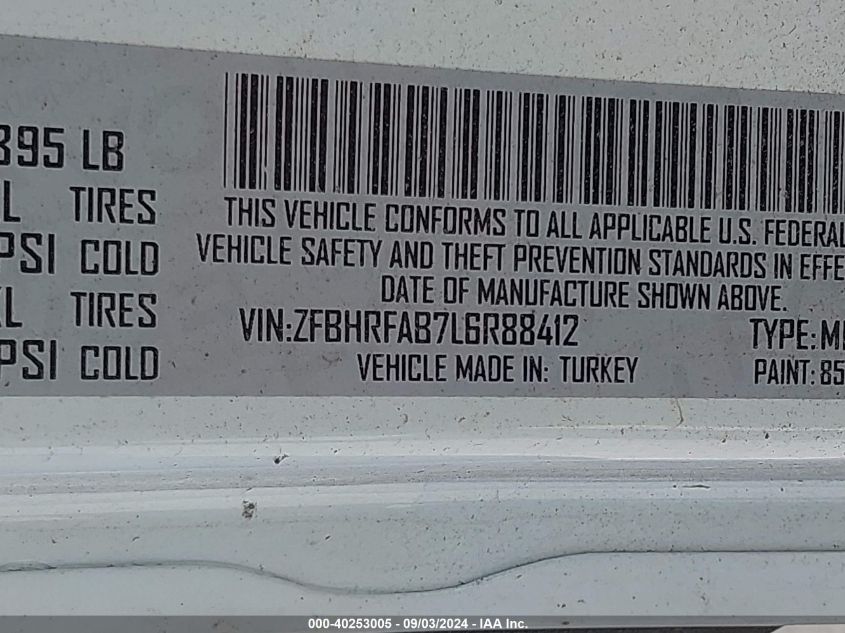 895 LB
TIRES
PSI COLD
TIRES
PSI COLD
THIS VEHICLE CONFORMS TO ALL APPLICABLE U.S. FEDERAL
VEHICLE SAFETY AND THEFT PREVENTION STANDARDS IN EFFE
DATE OF MANUFACTURE SHOWN ABOVE.
VIN:ZFBHRFAB7L6R88412 TYPE:M
VEHICLE MADE IN: TURKEY PAINT:85
000-40253005 - 09/03/2024 - IAA Inc.